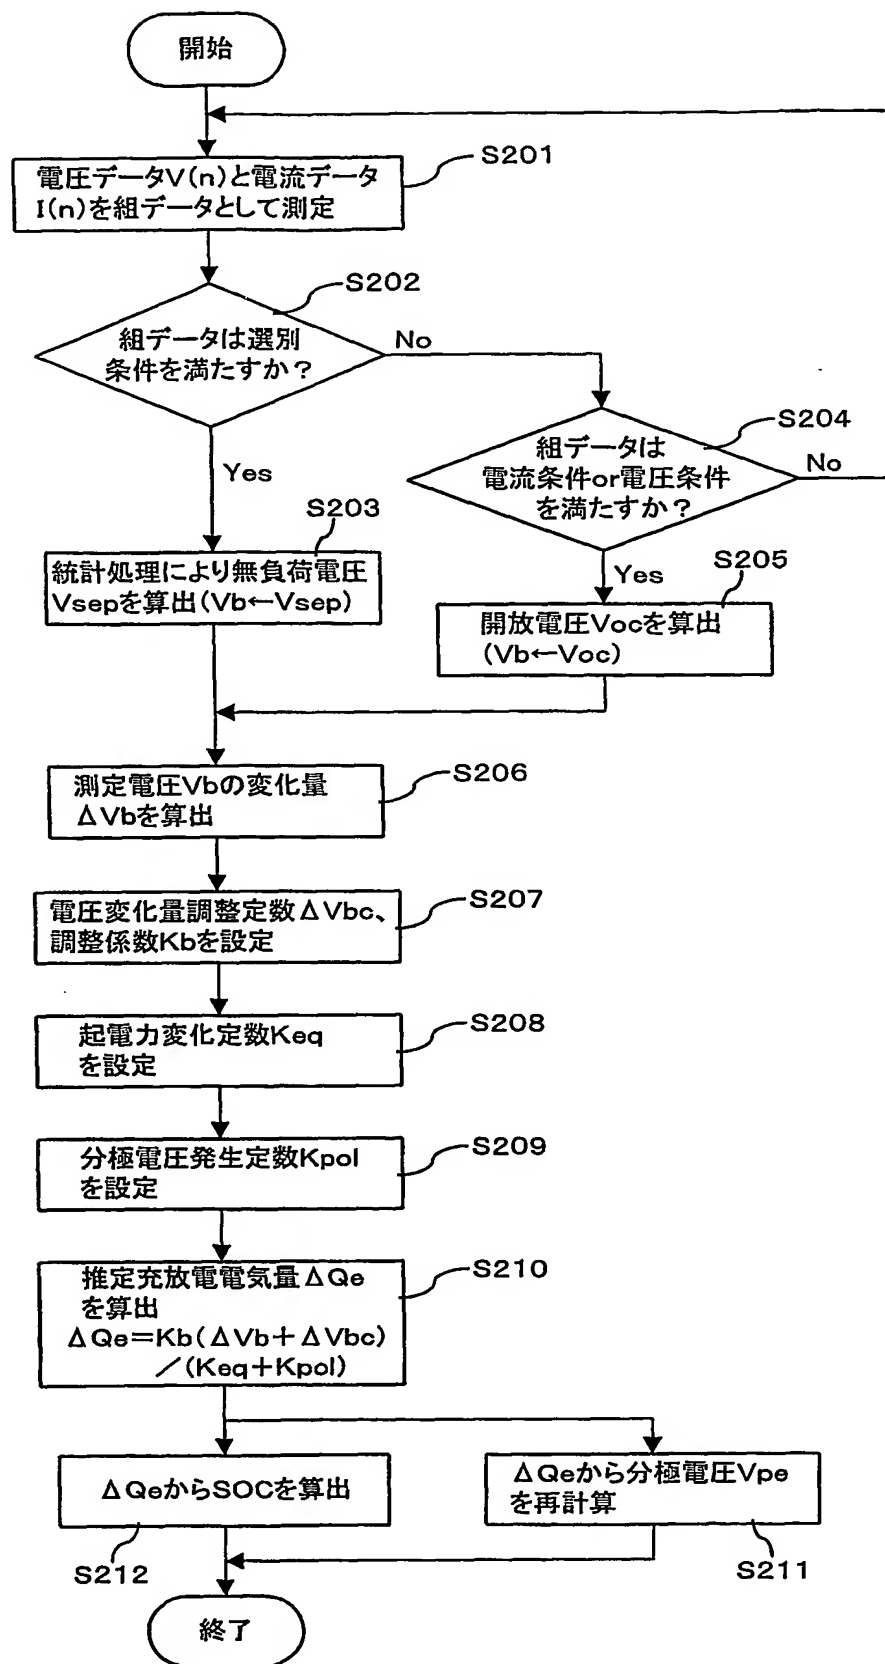 開始
S201
電圧データV(n)と電流データ
I(n)を組データとして測定
S202
組データは選別
条件を満たすか？
No
S204
組データは
電流条件or電圧条件
を満たすか？
No
Yes
S203
統計処理により無負荷電圧
Vsepを算出(Vb←Vsep)
Yes
S205
開放電圧Vocを算出
(Vb←Voc)
S206
測定電圧Vbの変化量
ΔVbを算出
S207
電圧変化量調整定数ΔVbc、
調整係数Kbを設定
S208
起電力変化定数Keq
を設定
S209
分極電圧発生定数Kpol
を設定
S210
推定充放電電気量ΔQe
を算出
ΔQe＝Kb(ΔVb＋ΔVbc)
／(Keq＋Kpol)
ΔQeからSOCを算出
S212
ΔQeから分極電圧Vpe
を再計算
S211
終了